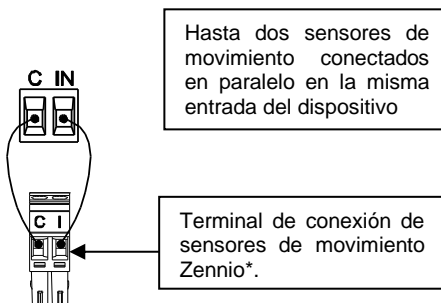 Hasta dos sensores de
movimiento conectados
en paralelo en la misma
entrada del dispositivo
C IN
C I
Terminal de conexión de
sensores de movimiento
Zennio*.